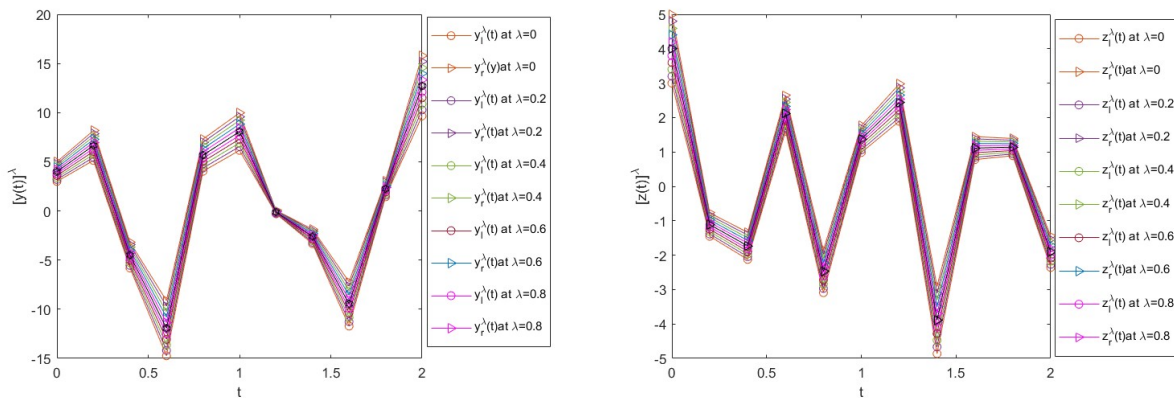 20
15
10
5
0
-5
-10
-15
0
0.5
1
1.5
2
t
[y(t)]^λ
y_l^λ(t) at λ=0
y_r^λ(y)at λ=0
y_l^λ(t) at λ=0.2
y_r^λ(t) at λ=0.2
y_l^λ(t) at λ=0.4
y_r^λ(t)at λ=0.4
y_l^λ(t) at λ=0.6
y_r^λ(t)at λ=0.6
y_l^λ(t) at λ=0.8
y_r^λ(t)at λ=0.8
5
4
3
2
1
0
-1
-2
-3
-4
-5
0
0.5
1
1.5
2
t
[z(t)]^λ
z_l^λ(t) at λ=0
z_r^λ(t)at λ=0
z_l^λ(t) at λ=0.2
z_r^λ(t) at λ=0.2
z_l^λ(t) at λ=0.4
z_r^λ(t)at λ=0.4
z_l^λ(t) at λ=0.6
z_r^λ(t)at λ=0.6
z_l^λ(t) at λ=0.8
z_r^λ(t)at λ=0.8